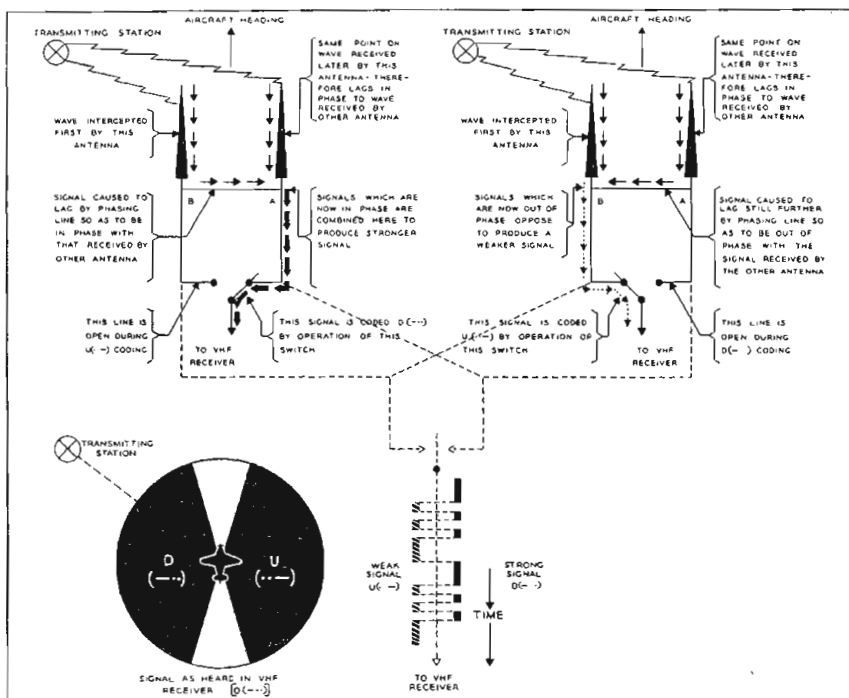 AIRCRAFT HEADING
TRANSMITTING STATION
SAME POINT ON
WAVE RECEIVED
LATER BY THIS
ANTENNA-THERE-
FORE LAGS IN
PHASE TO WAVE
RECEIVED BY
OTHER ANTENNA
WAVE INTERCEPTED
FIRST BY THIS
ANTENNA
SIGNAL CAUSED TO
LAG BY PHASING
LINE SO AS TO BE
IN PHASE WITH
THAT RECEIVED BY
OTHER ANTENNA
B
A
SIGNALS WHICH
ARE NOW IN PHASE ARE
COMBINED HERE TO
PRODUCE STRONGER
SIGNAL
THIS LINE IS
OPEN DURING
U(··—) CODING
TO VHF
RECEIVER
THIS SIGNAL IS CODED D(—··)
BY OPERATION OF THIS
SWITCH
AIRCRAFT HEADING
TRANSMITTING STATION
SAME POINT ON
WAVE RECEIVED
LATER BY THIS
ANTENNA-THERE-
FORE LAGS IN
PHASE TO WAVE
RECEIVED BY
OTHER ANTENNA
WAVE INTERCEPTED
FIRST BY THIS
ANTENNA
SIGNALS WHICH
ARE NOW OUT OF
PHASE OPPOSE TO
PRODUCE A
WEAKER SIGNAL
B
A
SIGNAL CAUSED TO
LAG STILL FURTHER
BY PHASING LINE SO
AS TO BE OUT OF
PHASE WITH THE
SIGNAL RECEIVED BY
THE OTHER ANTENNA
THIS SIGNAL IS CODED
U(··—) BY OPERATION OF
THIS SWITCH
TO VHF
RECEIVER
THIS LINE IS
OPEN DURING
D(—··) CODING
TRANSMITTING
STATION
D
(—··)
U
(··—)
SIGNAL AS HEARD IN VHF
RECEIVER [D(—··)]
WEAK
SIGNAL
U(··—)
STRONG
SIGNAL
D(—··)
TIME
TO VHF
RECEIVER